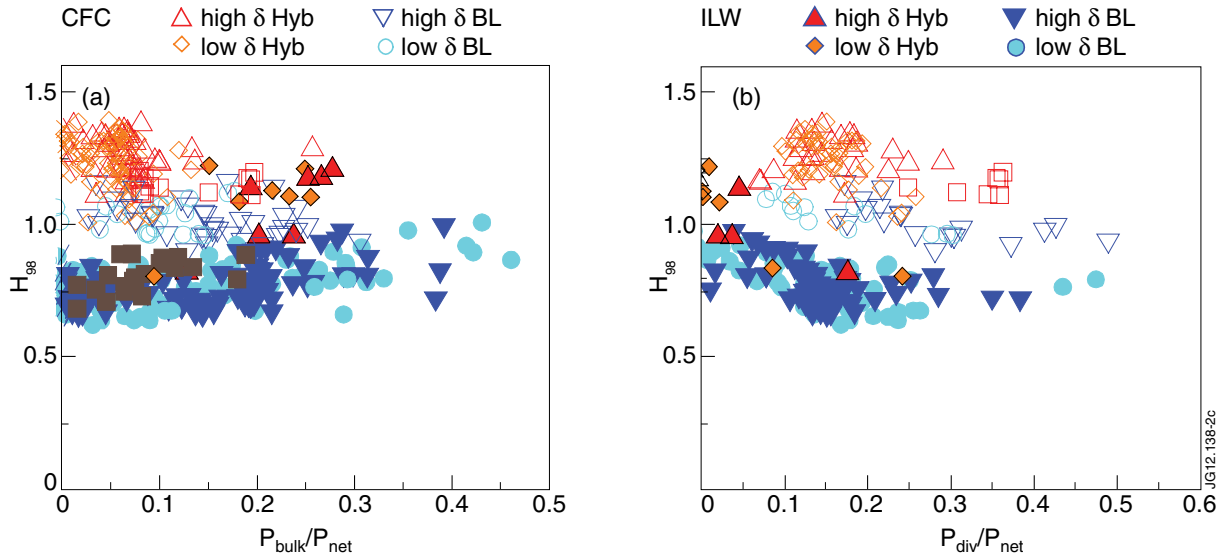 CFC
high δ Hyb
high δ BL
low δ Hyb
low δ BL
ILW
high δ Hyb
high δ BL
low δ Hyb
low δ BL
(a)
1.5
1.0
0.5
0
H98
0
0.1
0.2
0.3
0.4
0.5
Pbulk/Pnet
(b)
1.5
1.0
0.5
0
H98
0
0.1
0.2
0.3
0.4
0.5
0.6
Pdiv/Pnet
JG12.138-2c